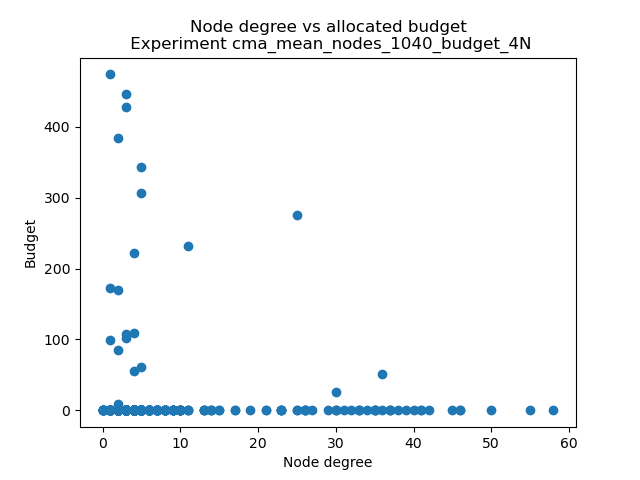 Node degree vs allocated budget
Experiment cma_mean_nodes_1040_budget_4N
400
300
200
100
0
Budget
0 10 20 30 40 50 60
Node degree